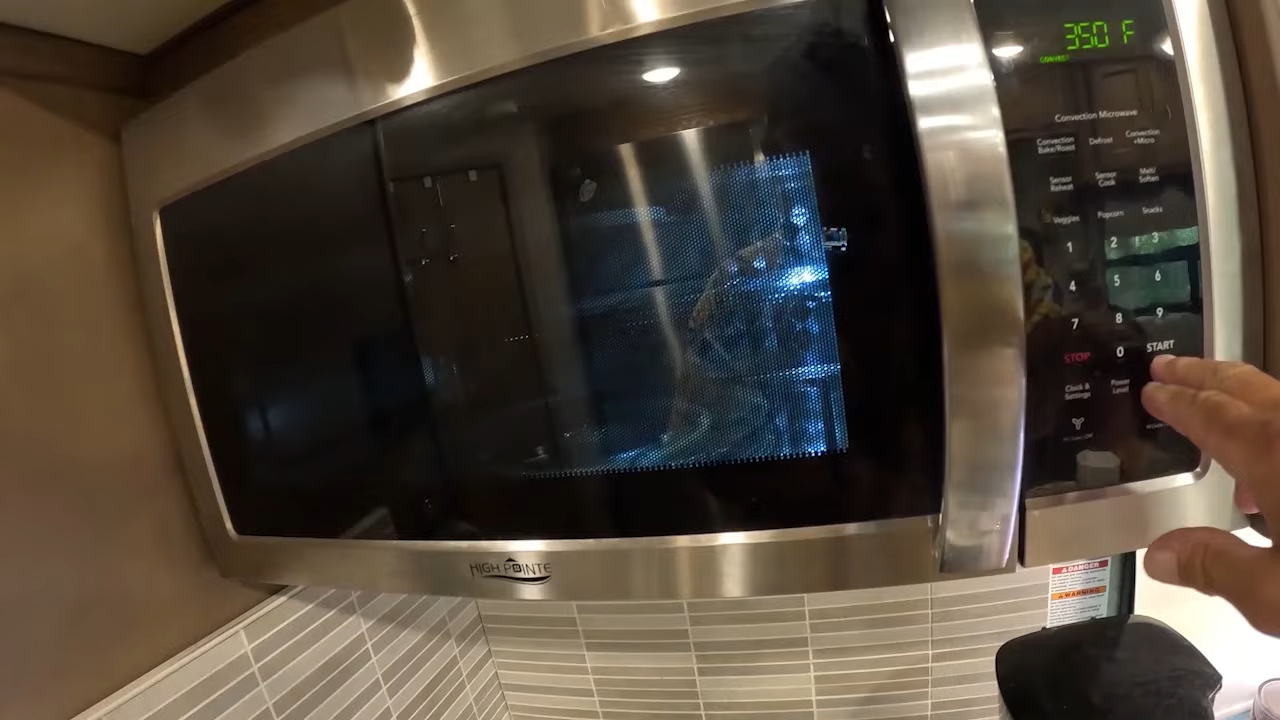 350 F
CONVECT
Convection Microwave
Convection Bake/Roast
Defrost
Convection +Micro
Sensor Reheat
Sensor Cook
Melt/ Soften
Veggies
Popcorn
Snacks
1 2 3
4 5 6
7 8 9
STOP 0 START
Clock & Settings
Power Level
HIGH POINTE
DANGER
WARNING